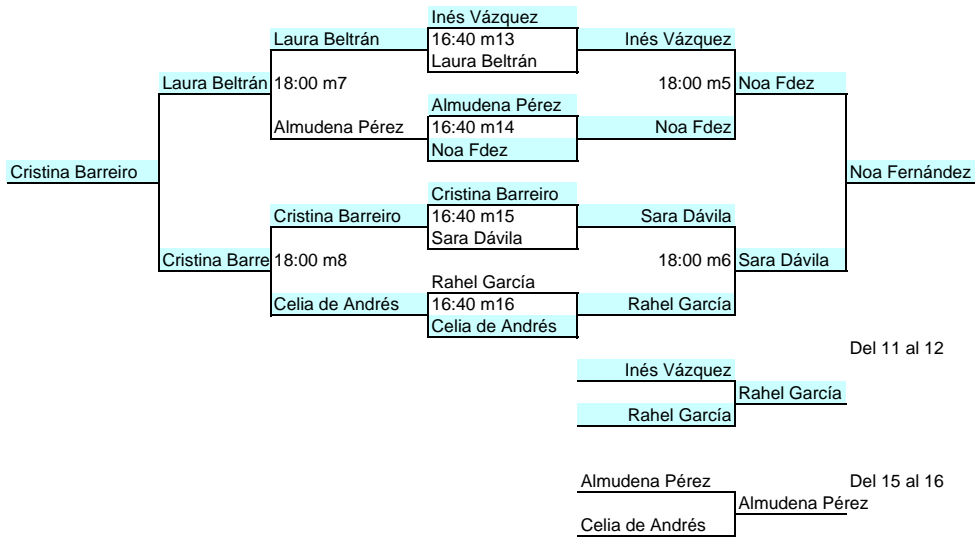 Inés Vázquez
Laura Beltrán 16:40 m13 Inés Vázquez
Laura Beltrán
Laura Beltrán 18:00 m7 18:00 m5 Noa Fdez
Almudena Pérez
Almudena Pérez 16:40 m14 Noa Fdez
Noa Fdez
Cristina Barreiro Noa Fernández
Cristina Barreiro
Cristina Barreiro 16:40 m15 Sara Dávila
Sara Dávila
Cristina Barre 18:00 m8 18:00 m6 Sara Dávila
Rahel García
Celia de Andrés 16:40 m16 Rahel García
Celia de Andrés
Del 11 al 12
Inés Vázquez
Rahel García
Rahel García
Almudena Pérez Del 15 al 16
Almudena Pérez
Celia de Andrés